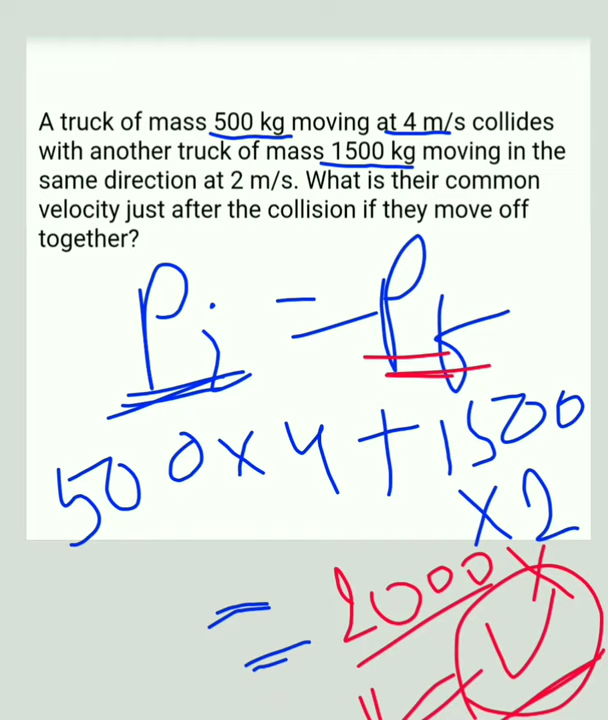 A truck of mass 500 kg moving at 4 m/s collides
with another truck of mass 1500 kg moving in the
same direction at 2 m/s. What is their common
velocity just after the collision if they move off
together?
Pi = Pf
500 x 4 + 1500
x 2
= 2000 x V